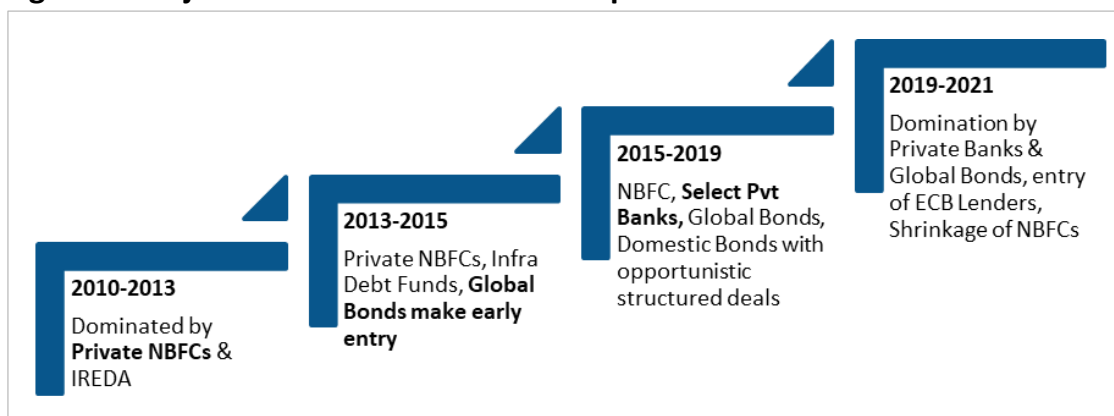 2010-2013
Dominated by
Private NBFCs &
IREDA
2013-2015
Private NBFCs, Infra
Debt Funds, Global
Bonds make early
entry
2015-2019
NBFC, Select Pvt
Banks, Global Bonds,
Domestic Bonds with
opportunistic
structured deals
2019-2021
Domination by
Private Banks &
Global Bonds, entry
of ECB Lenders,
Shrinkage of NBFCs